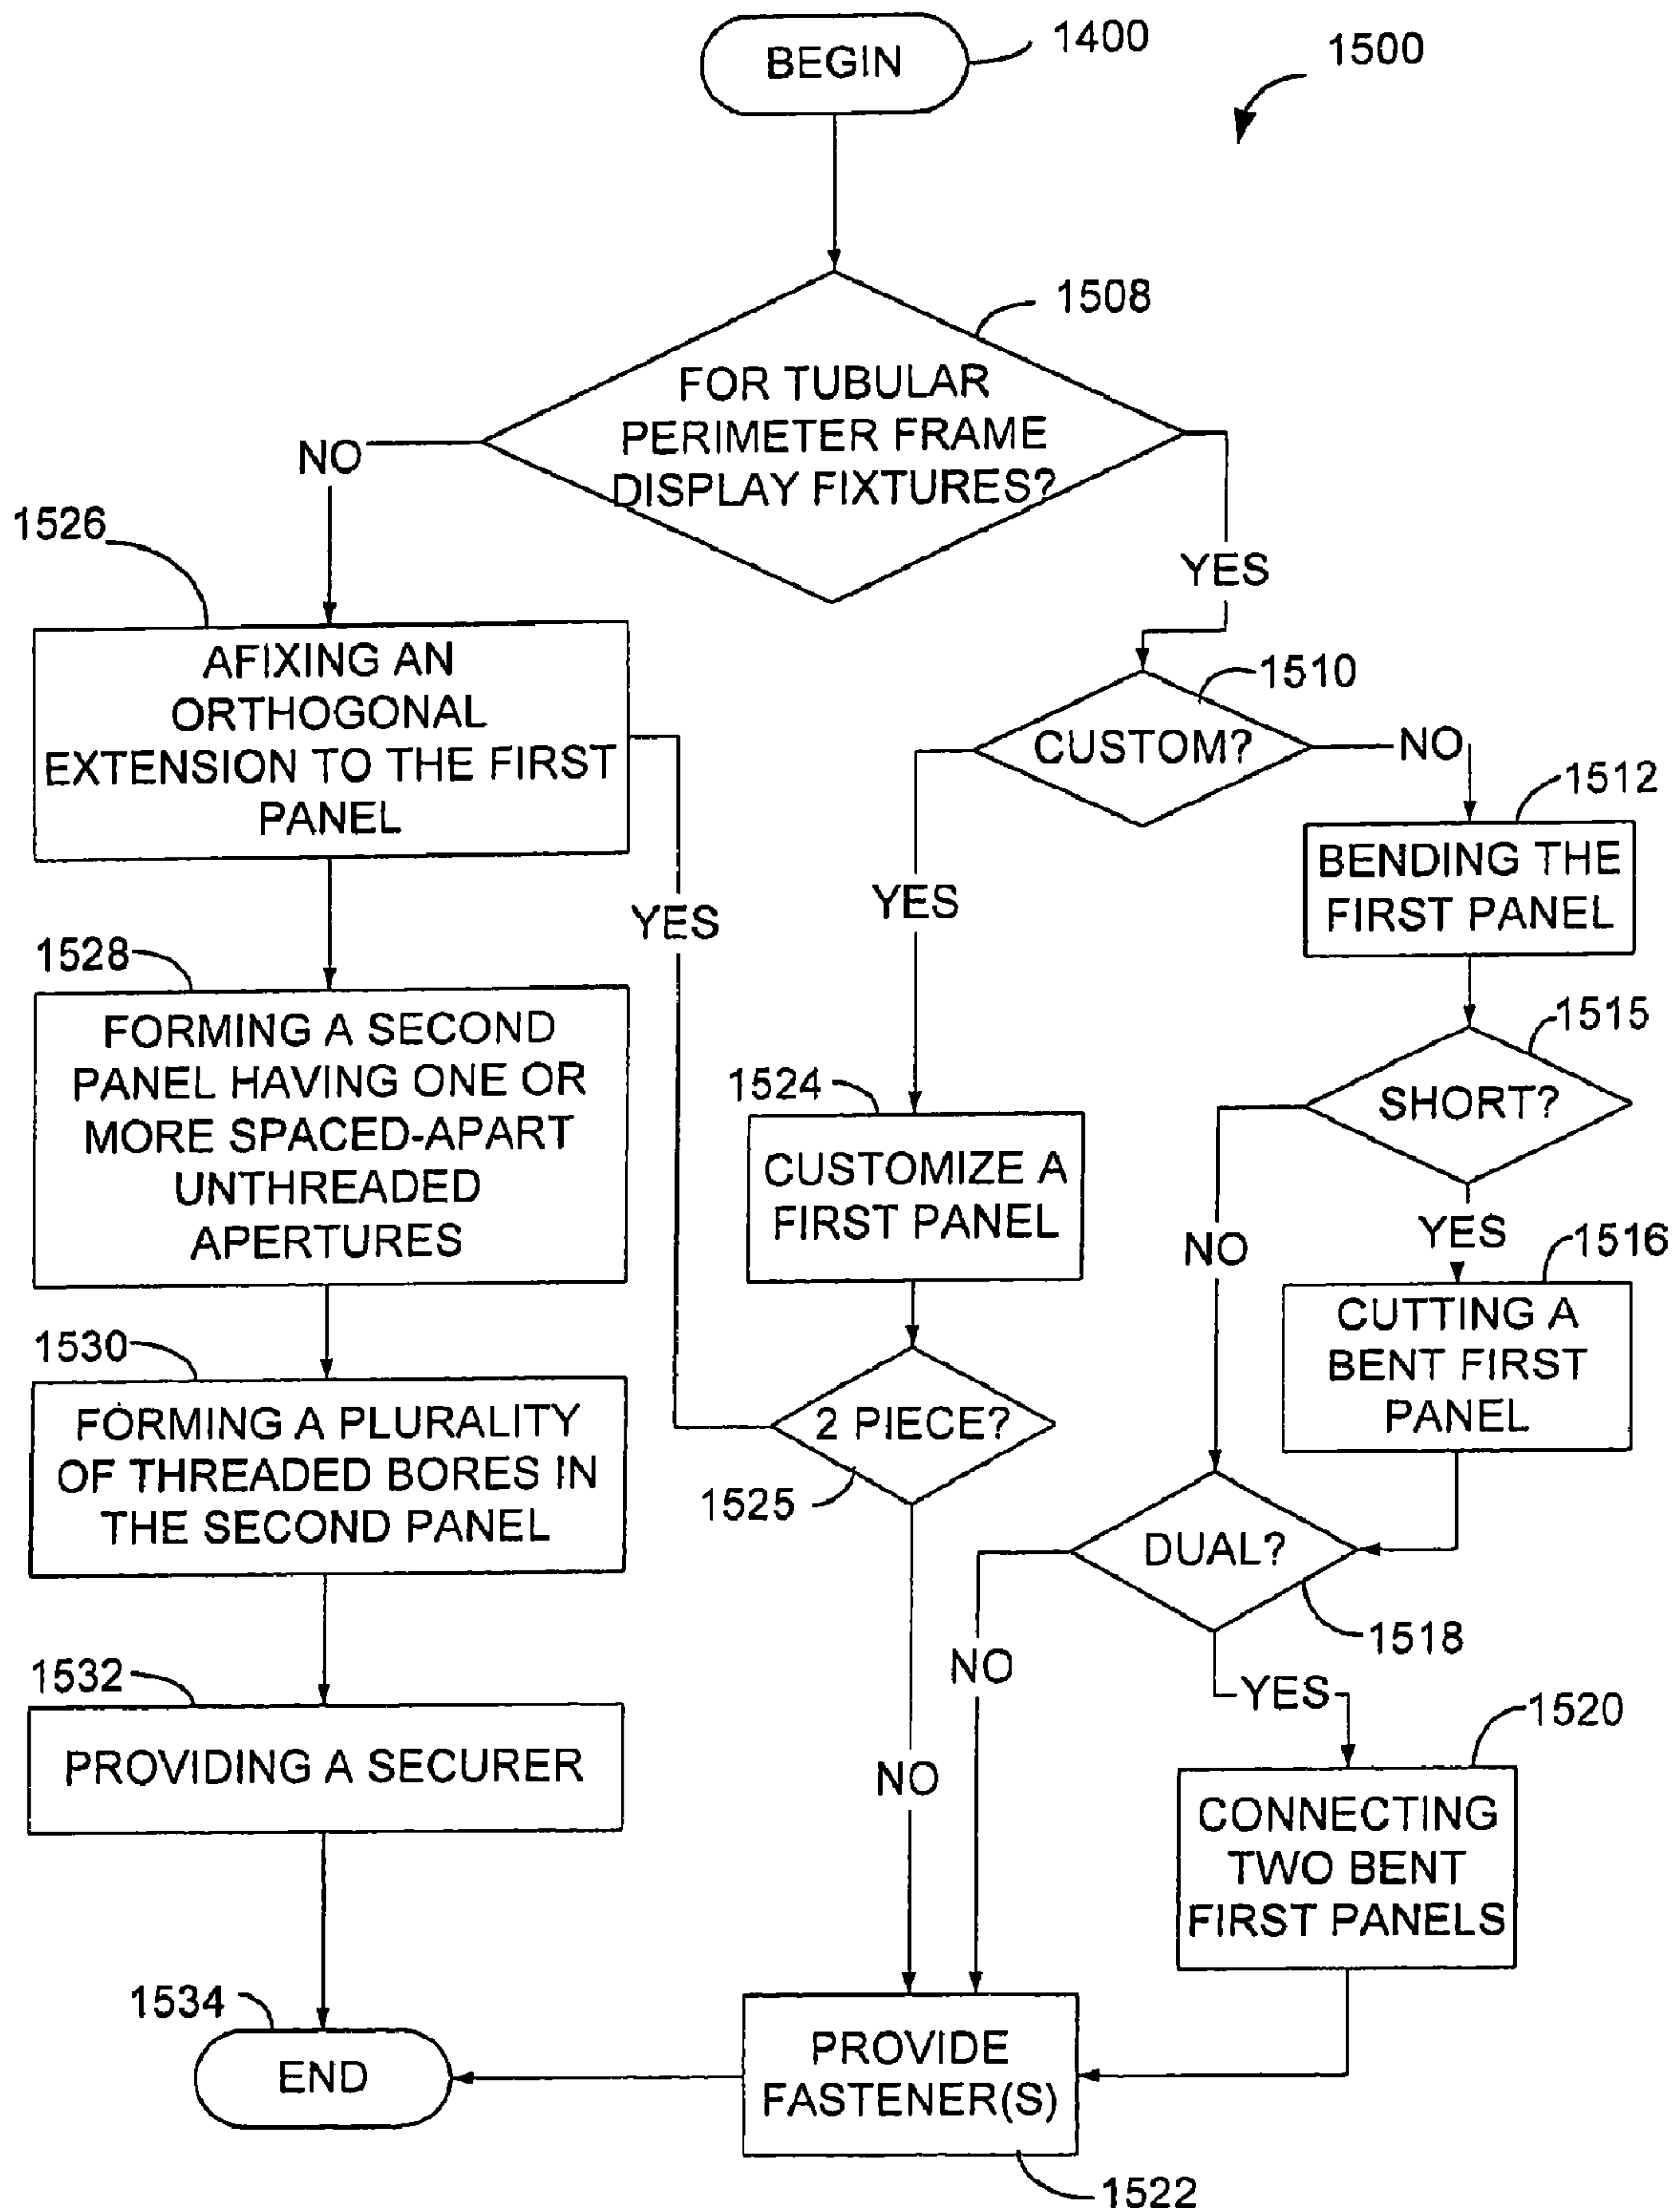 BEGIN
1400
1500
1508
FOR TUBULAR
PERIMETER FRAME
DISPLAY FIXTURES?
NO
YES
1526
AFIXING AN
ORTHOGONAL
EXTENSION TO THE FIRST
PANEL
1510
CUSTOM?
NO
YES
YES
1512
BENDING THE
FIRST PANEL
1528
FORMING A SECOND
PANEL HAVING ONE OR
MORE SPACED-APART
UNTHREADED
APERTURES
1515
SHORT?
NO
YES
1524
CUSTOMIZE A
FIRST PANEL
1516
CUTTING A
BENT FIRST
PANEL
1530
FORMING A PLURALITY
OF THREADED BORES IN
THE SECOND PANEL
2 PIECE?
1525
DUAL?
1518
NO
NO
YES
1532
PROVIDING A SECURER
1520
CONNECTING
TWO BENT
FIRST PANELS
1534
END
PROVIDE
FASTENER(S)
1522